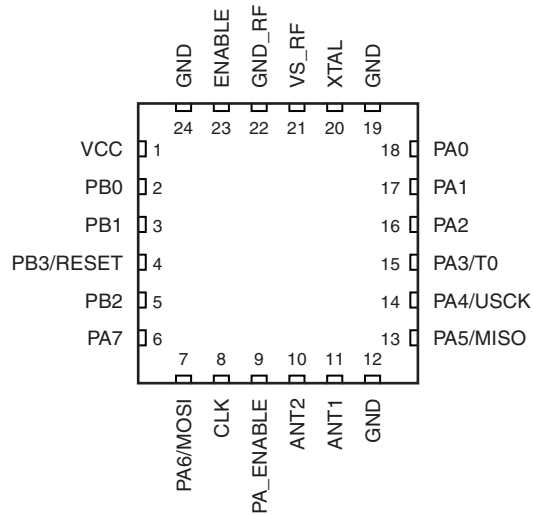 GND
ENABLE
GND_RF
VS_RF
XTAL
GND
24 23 22 21 20 19
VCC 1 18 PA0
PB0 2 17 PA1
PB1 3 16 PA2
PB3/RESET 4 15 PA3/T0
PB2 5 14 PA4/USCK
PA7 6 13 PA5/MISO
7 8 9 10 11 12
PA6/MOSI
CLK
PA_ENABLE
ANT2
ANT1
GND